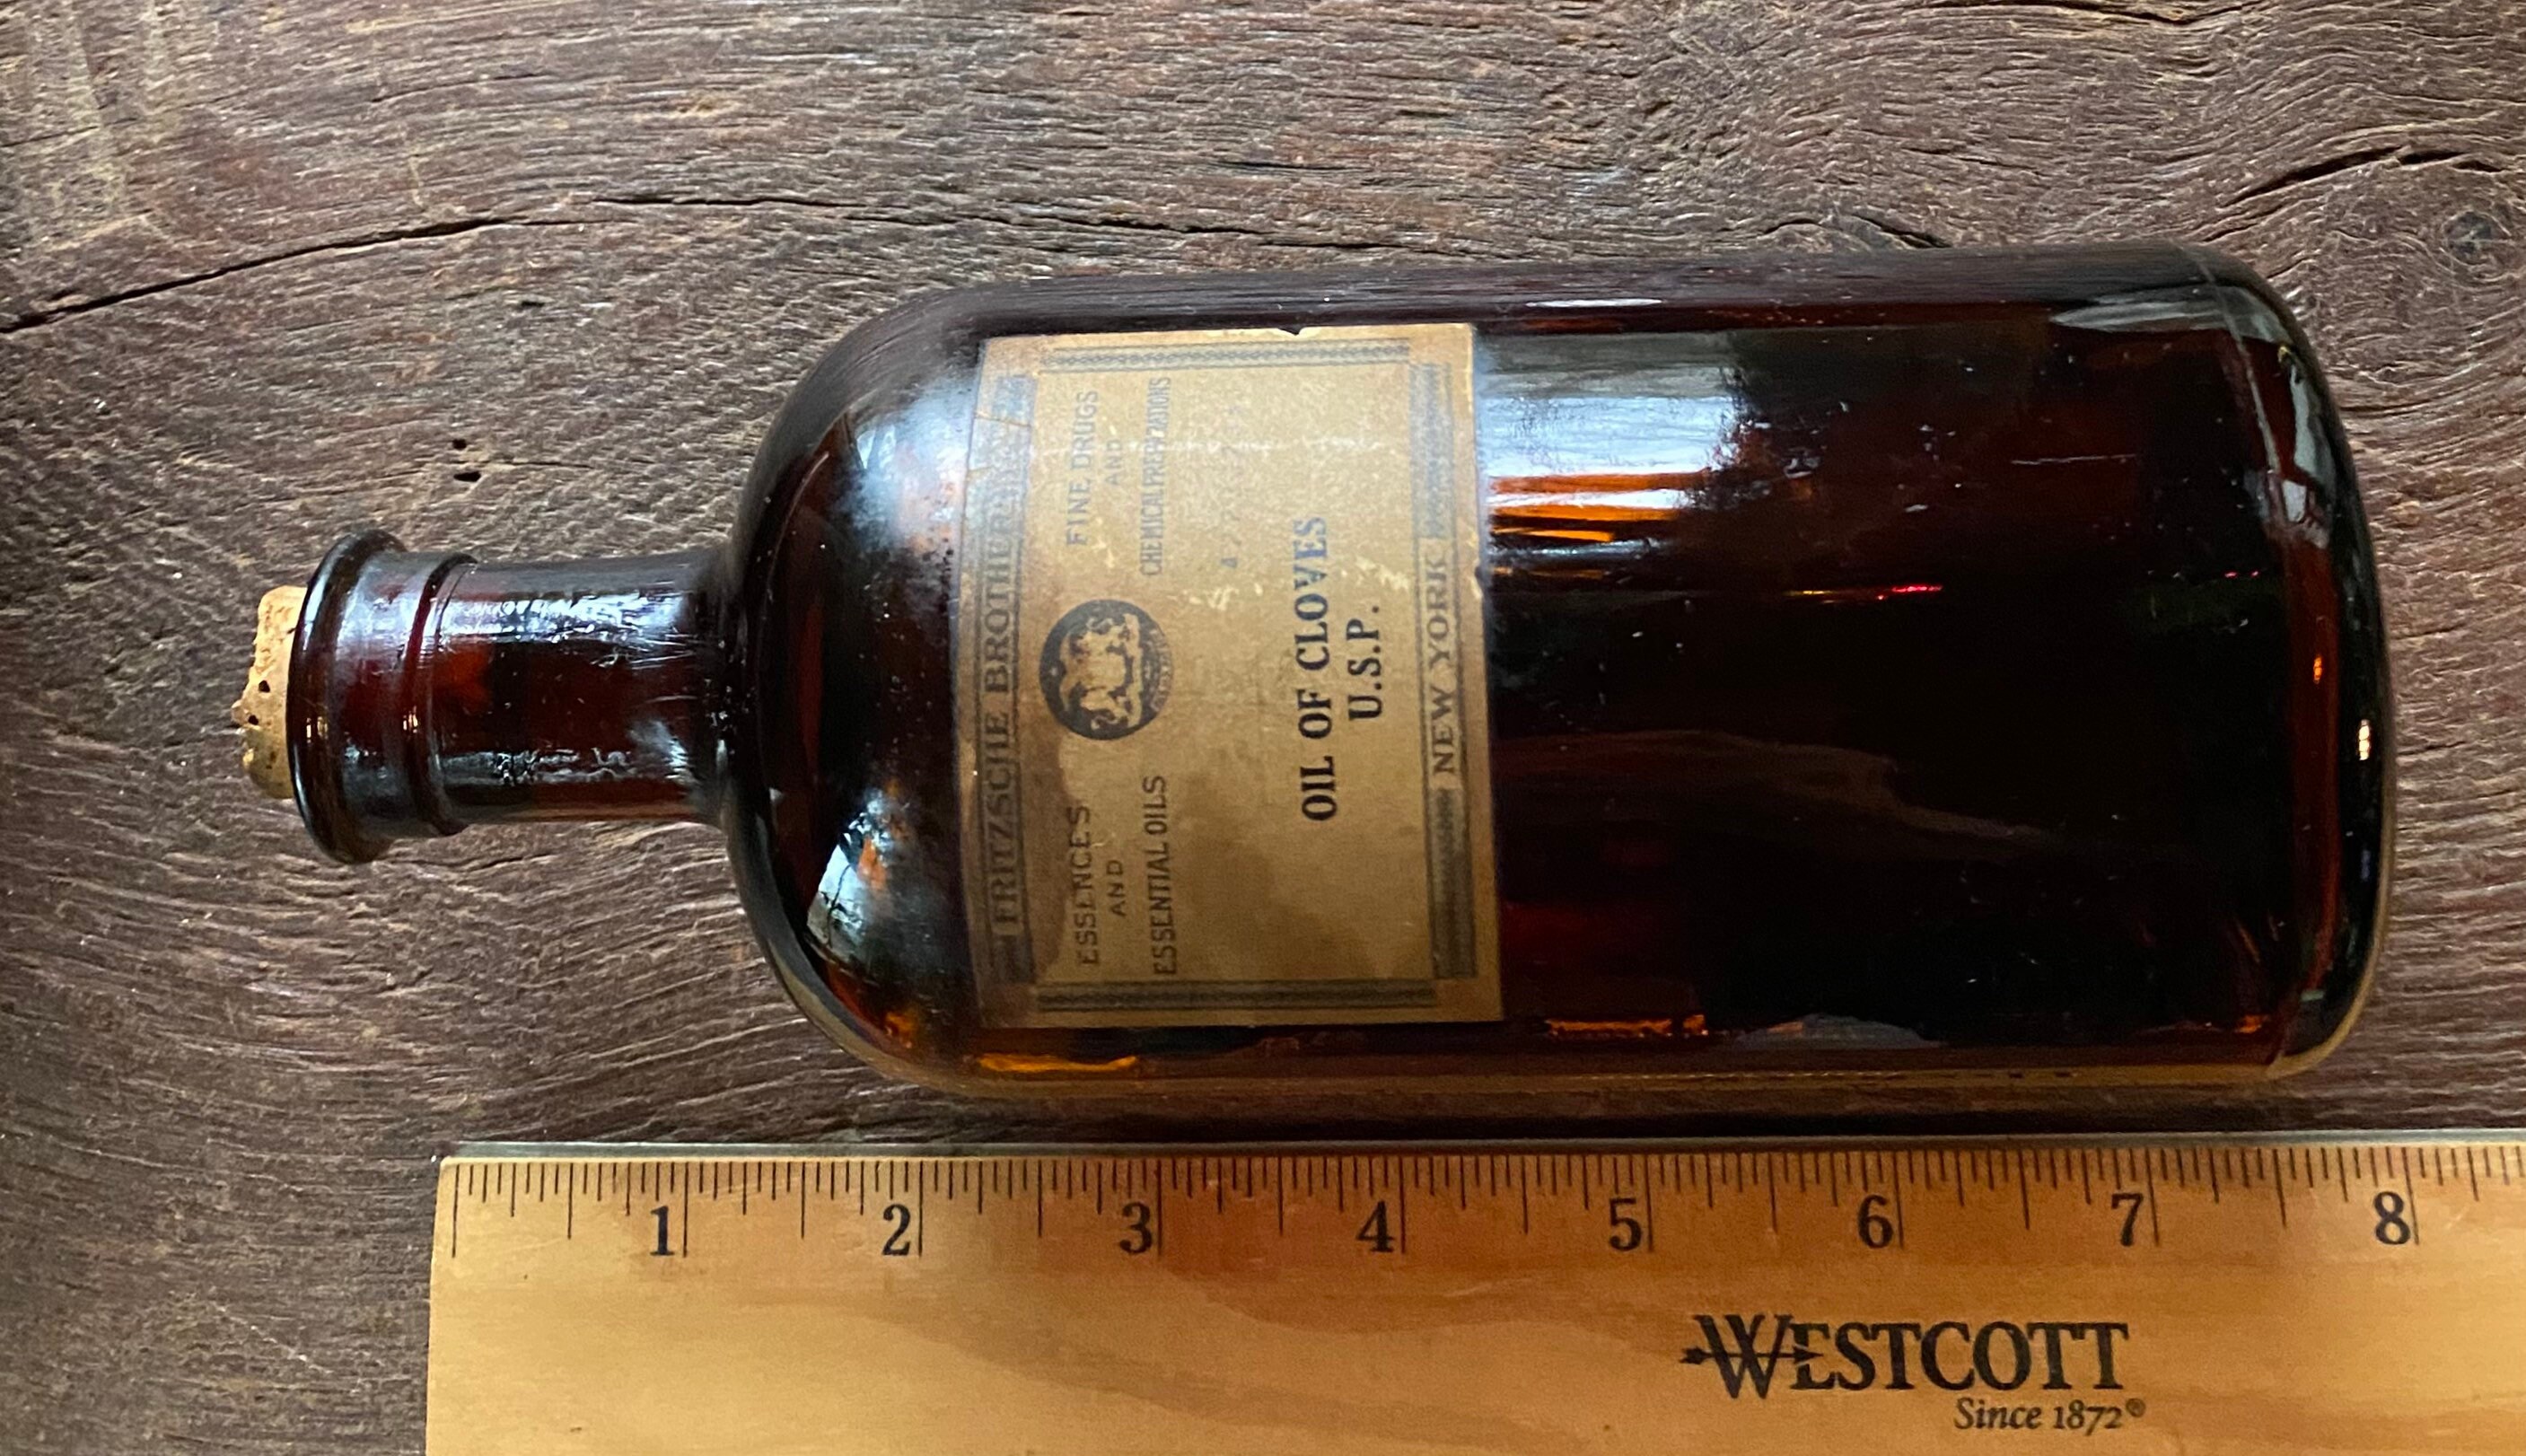 FRITZSCHE BROTHERS
ESSENCES
AND
ESSENTIAL OILS
FINE DRUGS
AND
CHEMICAL PREPARATIONS
OIL OF CLOVES
U.S.P.
NEW YORK
1 2 3 4 5 6 7 8
WESTCOTT
Since 1872®